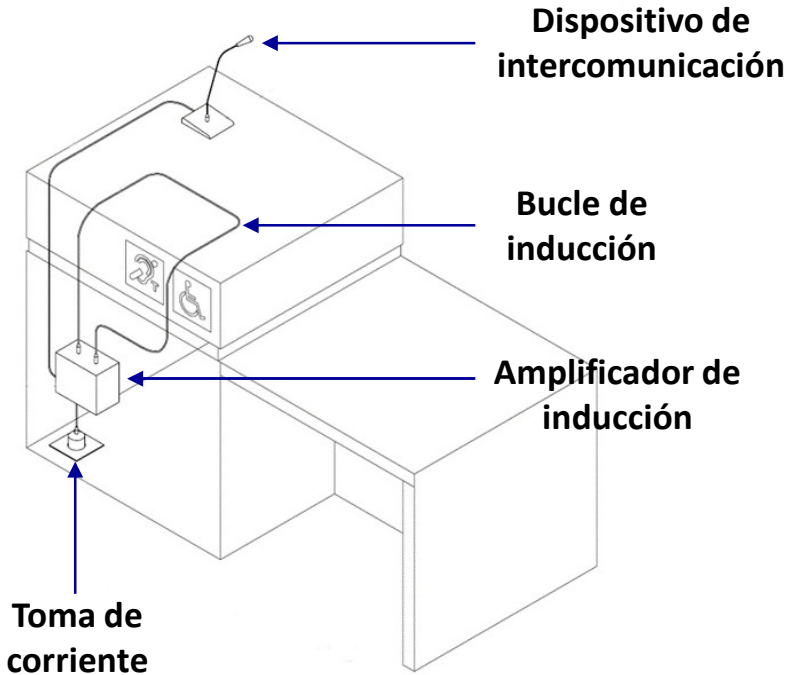 Dispositivo de
intercomunicación
Bucle de
inducción
T
Amplificador de
inducción
Toma de
corriente